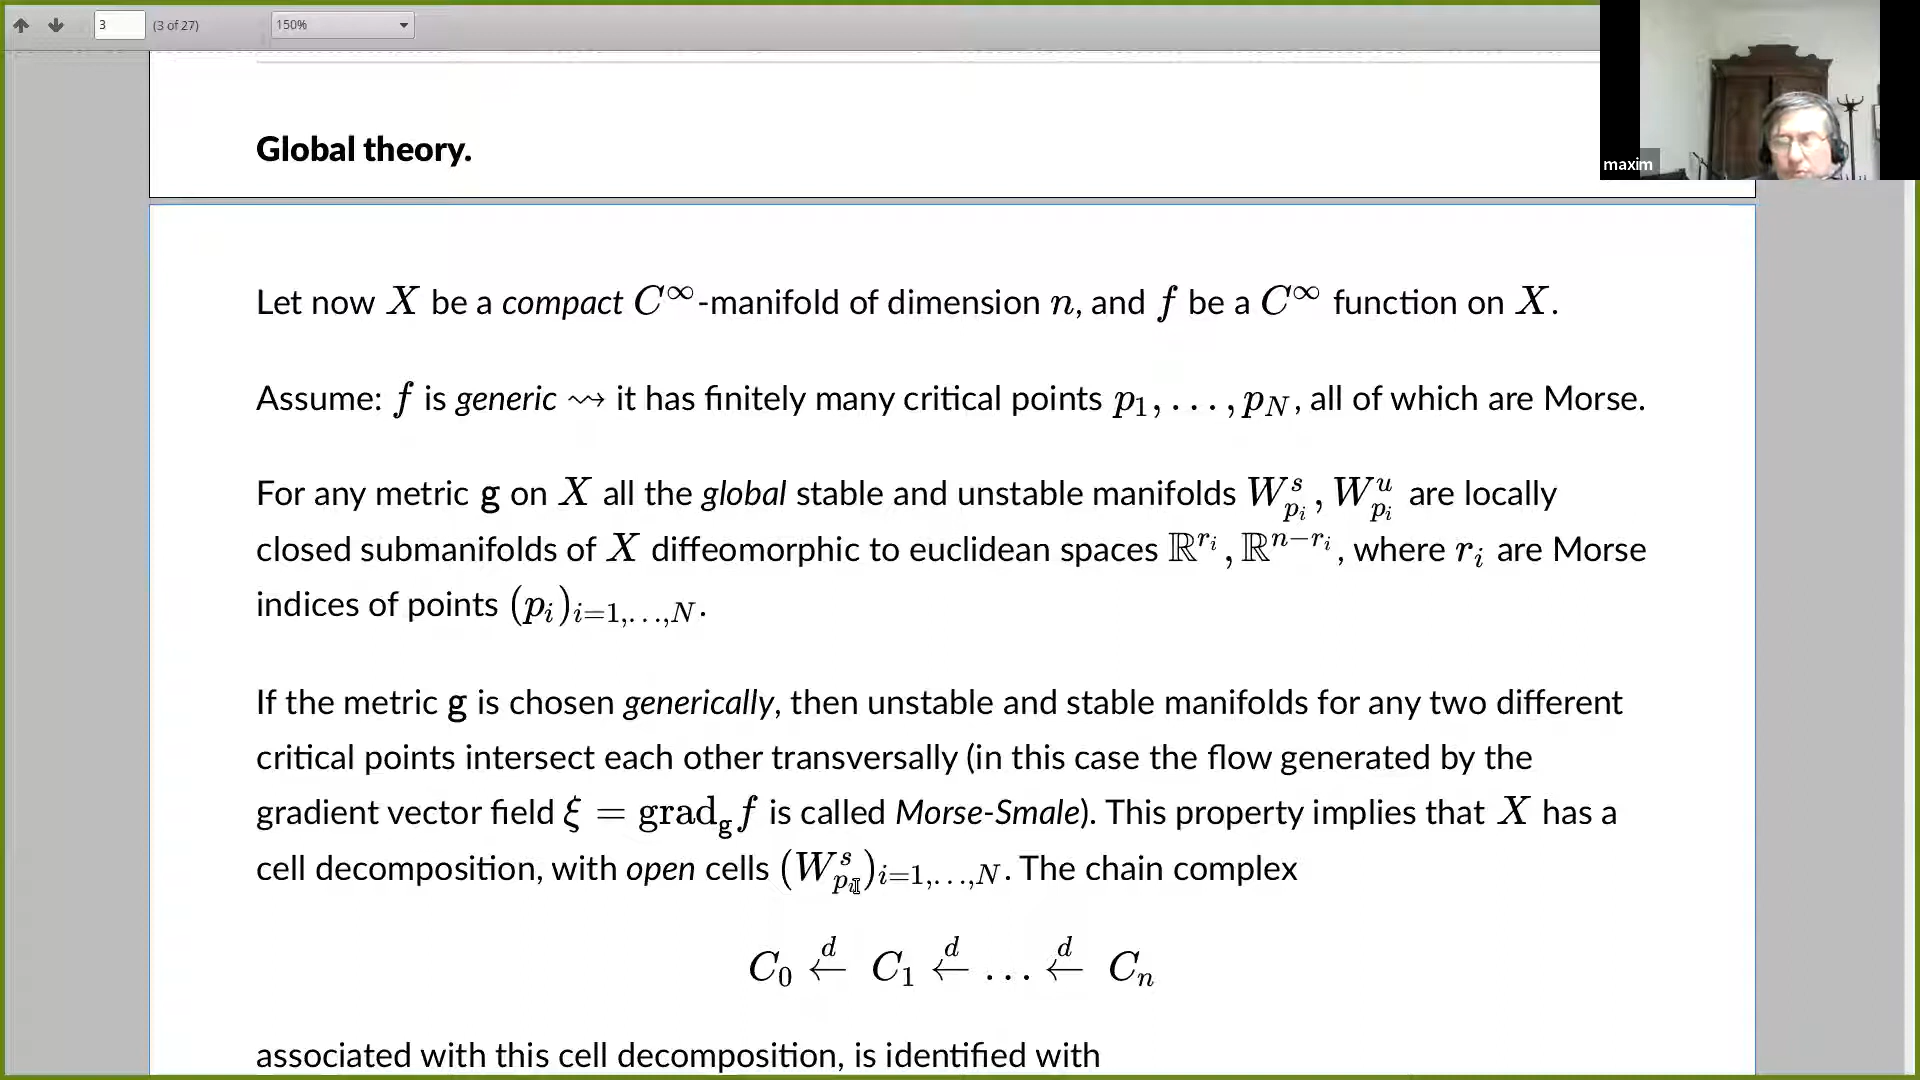 3 (3 of 27) 150%
maxim
Global theory.
Let now X be a compact C^∞-manifold of dimension n, and f be a C^∞ function on X.
Assume: f is generic ⇝ it has finitely many critical points p_1, . . . , p_N, all of which are Morse.
For any metric g on X all the global stable and unstable manifolds W^s_{p_i}, W^u_{p_i} are locally
closed submanifolds of X diffeomorphic to euclidean spaces ℝ^{r_i}, ℝ^{n−r_i}, where r_i are Morse
indices of points (p_i)_{i=1,...,N}.
If the metric g is chosen generically, then unstable and stable manifolds for any two different
critical points intersect each other transversally (in this case the flow generated by the
gradient vector field ξ = grad_g f is called Morse-Smale). This property implies that X has a
cell decomposition, with open cells (W^s_{p_i})_{i=1,...,N}. The chain complex
C_0 \xleftarrow{d} C_1 \xleftarrow{d} . . . \xleftarrow{d} C_n
associated with this cell decomposition, is identified with